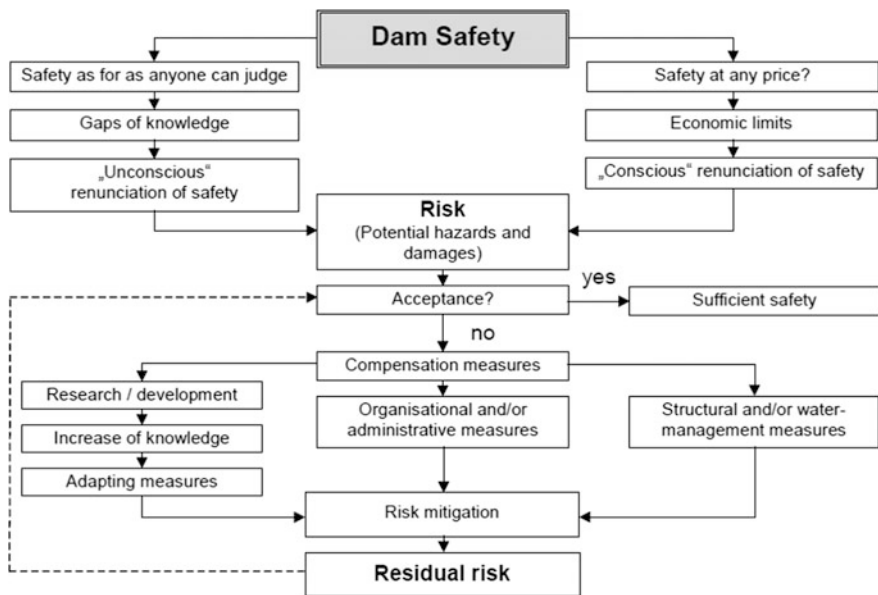 Dam Safety
Safety as for as anyone can judge
Safety at any price?
Gaps of knowledge
Economic limits
„Unconscious“
renunciation of safety
„Conscious“ renunciation of safety
Risk
(Potential hazards and
damages)
Acceptance?
yes
Sufficient safety
no
Compensation measures
Research / development
Increase of knowledge
Adapting measures
Organisational and/or
administrative measures
Structural and/or water-
management measures
Risk mitigation
Residual risk